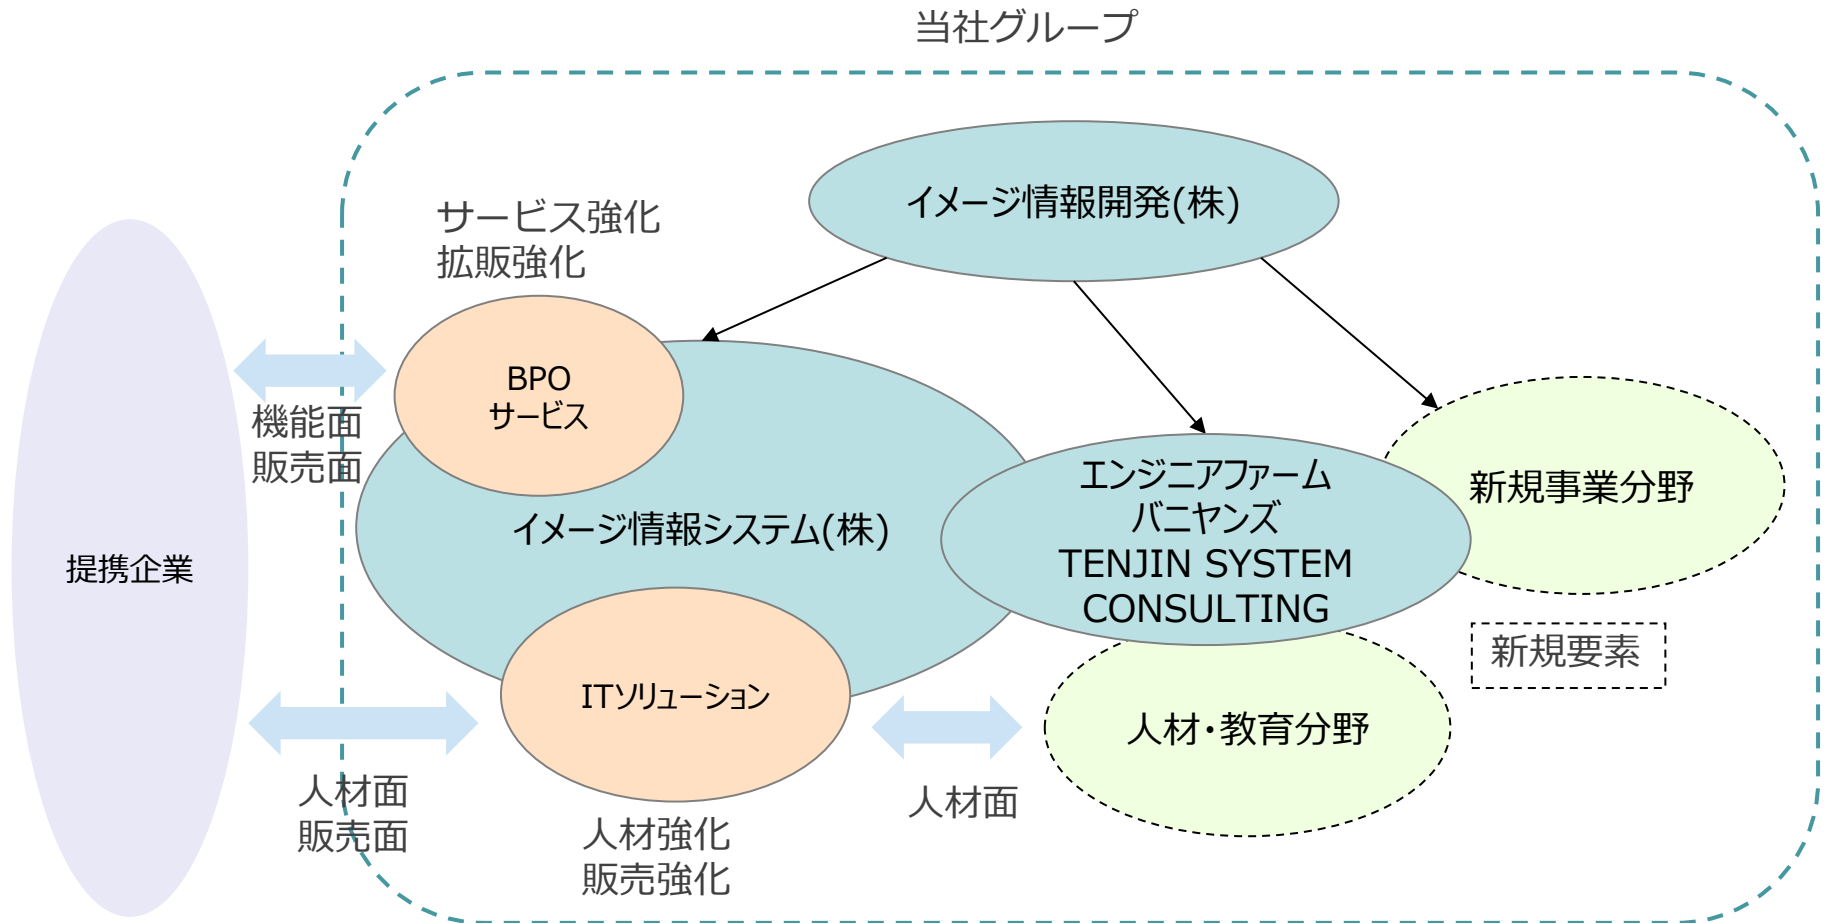 当社グループ
イメージ情報開発(株)
サービス強化
拡販強化
BPO
サービス
機能面
販売面
イメージ情報システム(株)
エンジニアファーム
バニヤンズ
TENJIN SYSTEM
CONSULTING
新規事業分野
提携企業
新規要素
ITソリューション
人材・教育分野
人材面
販売面
人材面
人材強化
販売強化